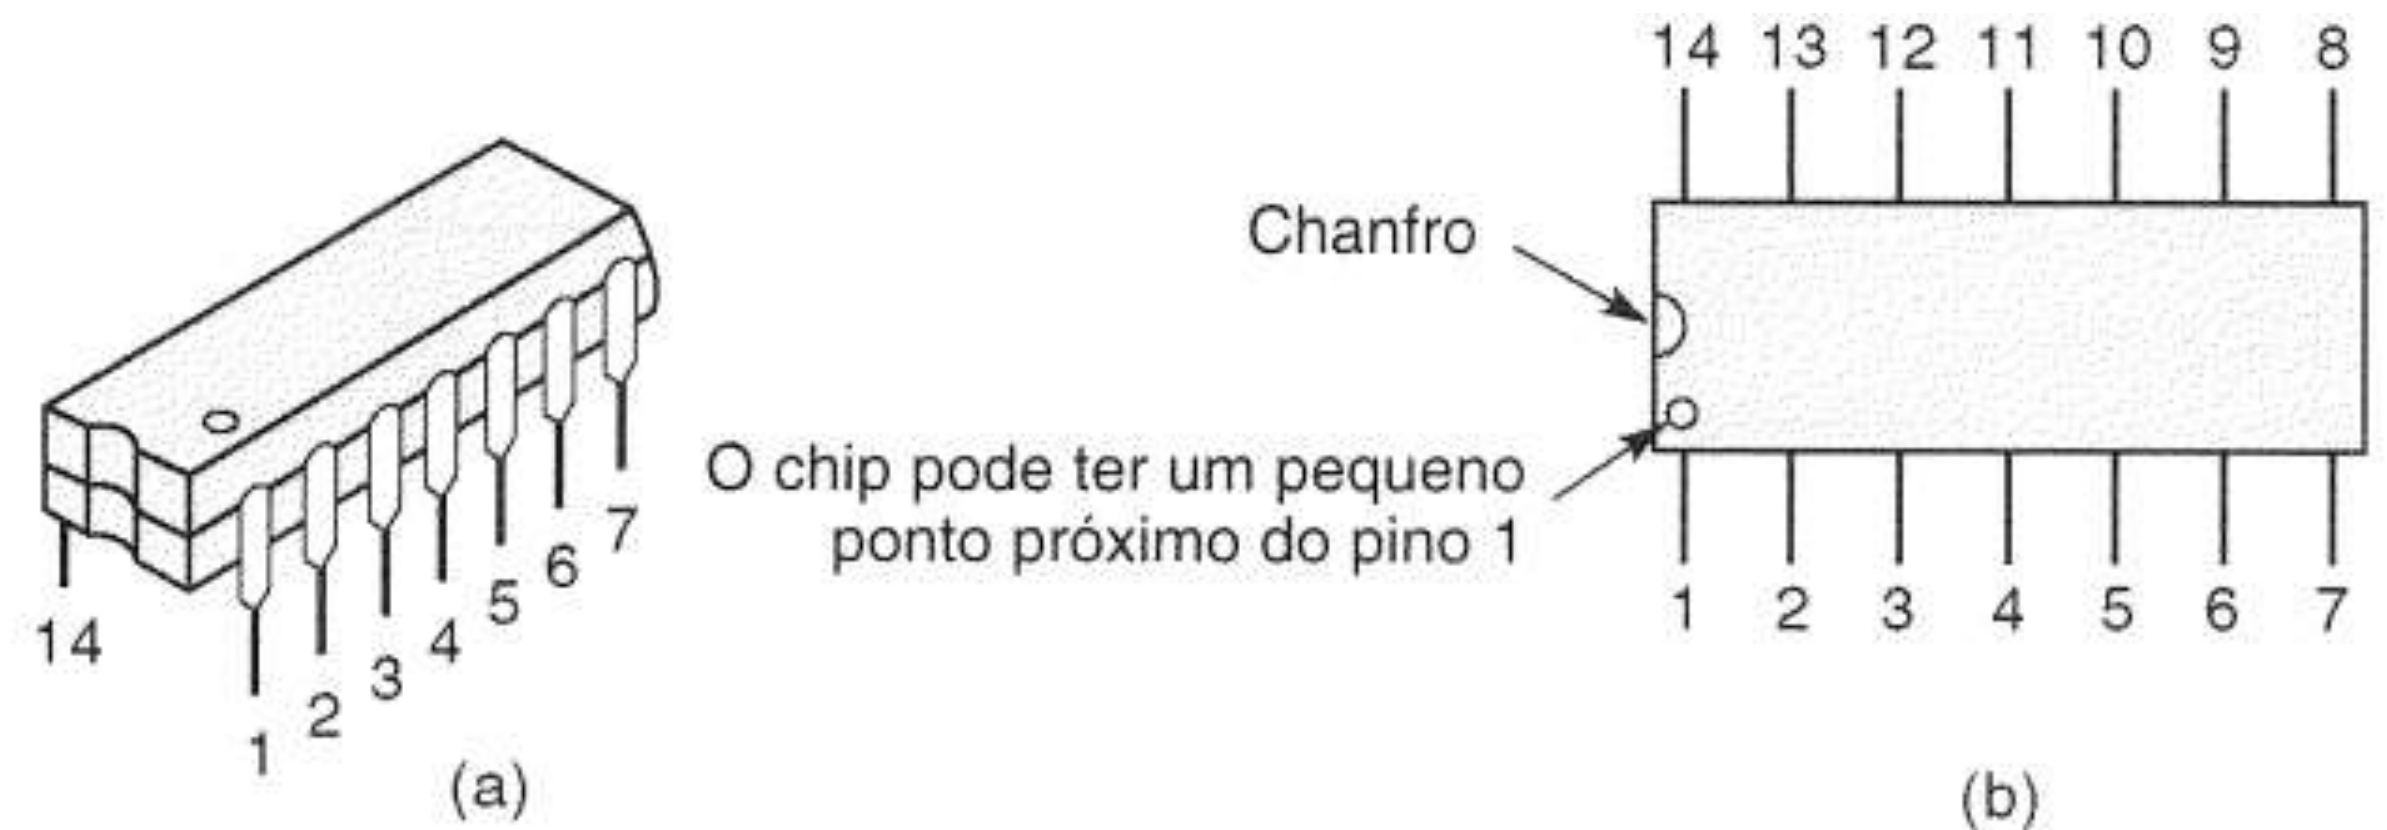 14 13 12 11 10 9 8
Chanfro
O chip pode ter um pequeno
ponto próximo do pino 1
1 2 3 4 5 6 7
14
1 2 3 4 5 6 7
(a)
(b)